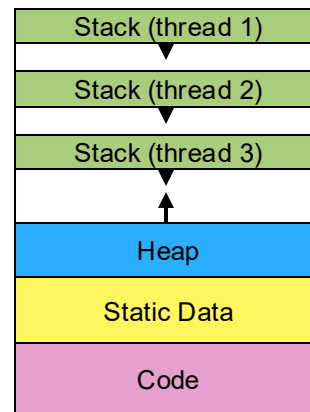 Stack (thread 1)
Stack (thread 2)
Stack (thread 3)
Heap
Static Data
Code